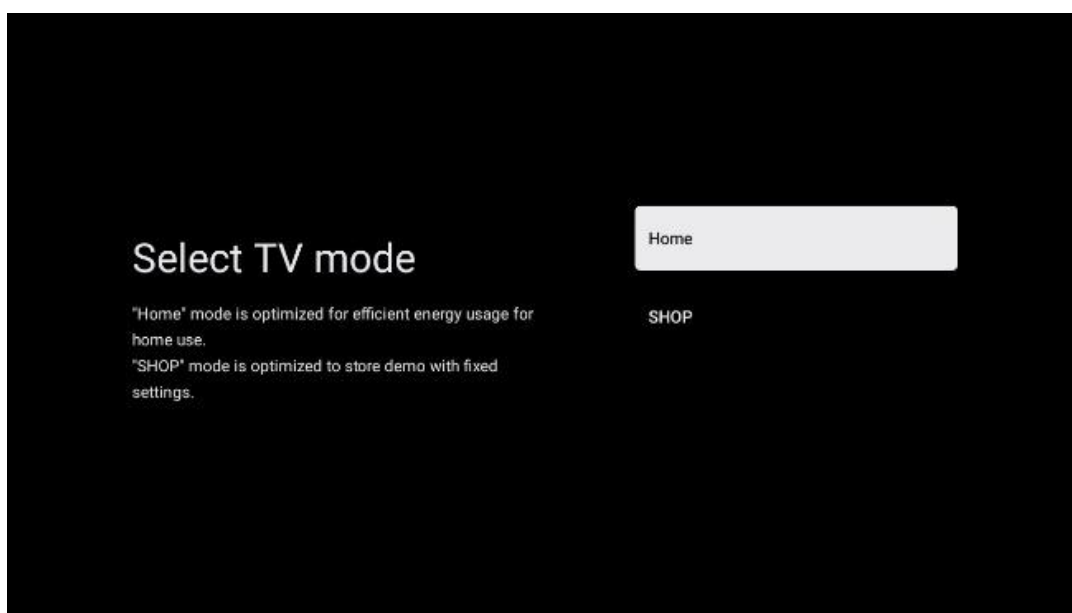 Select TV mode
"Home" mode is optimized for efficient energy usage for
home use.
"SHOP" mode is optimized to store demo with fixed
settings.
Home
SHOP